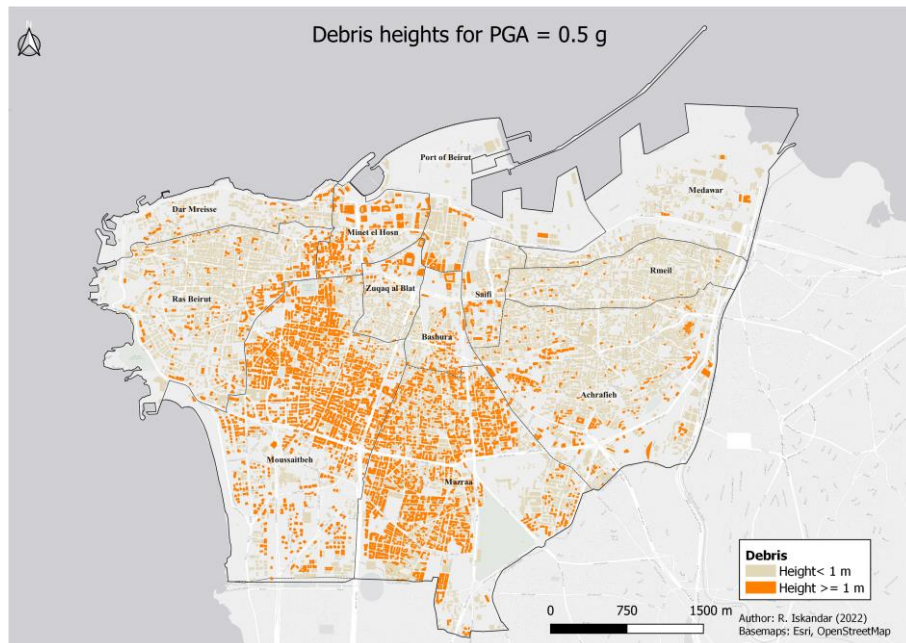 Debris heights for PGA = 0.5 g
N
Port of Beirut
Medawar
Dar Mreisse
Minet el Hosn
Rmeil
Ras Beirut
Zuqaq al Blat
Saifi
Bashura
Achrafieh
Moussaitbeh
Mazraa
Debris
Height< 1 m
Height >= 1 m
0 750 1500 m
Author: R. Iskandar (2022)
Basemaps: Esri, OpenStreetMap